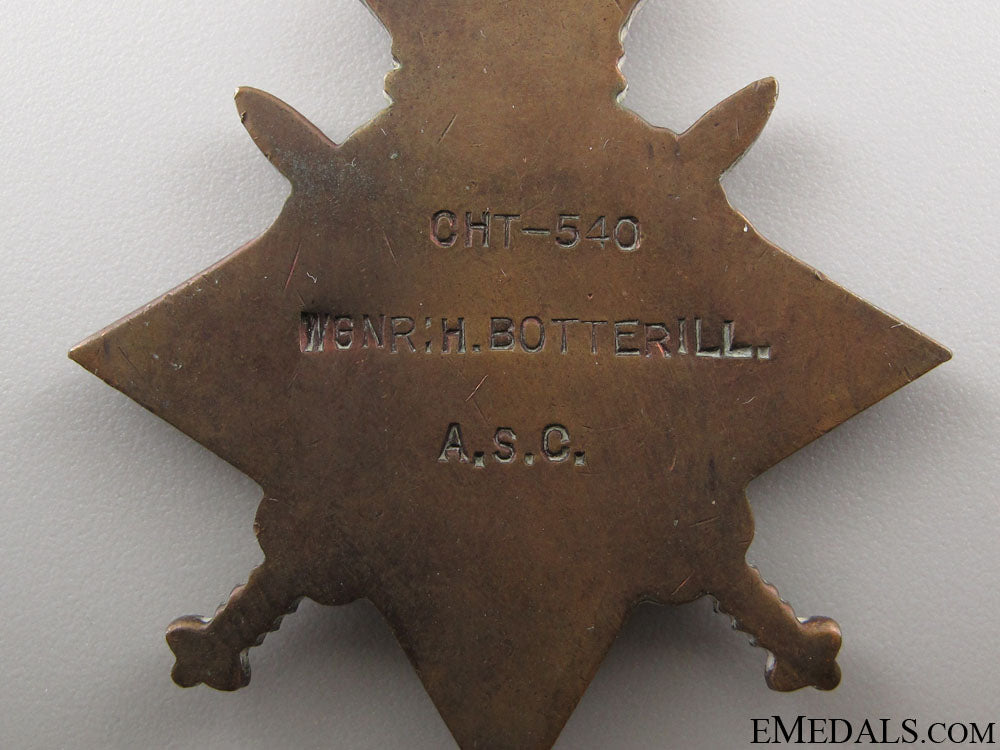 CHT-540
WGNR:H.BOTTERILL.
A.S.C.
EMEDALS.COM